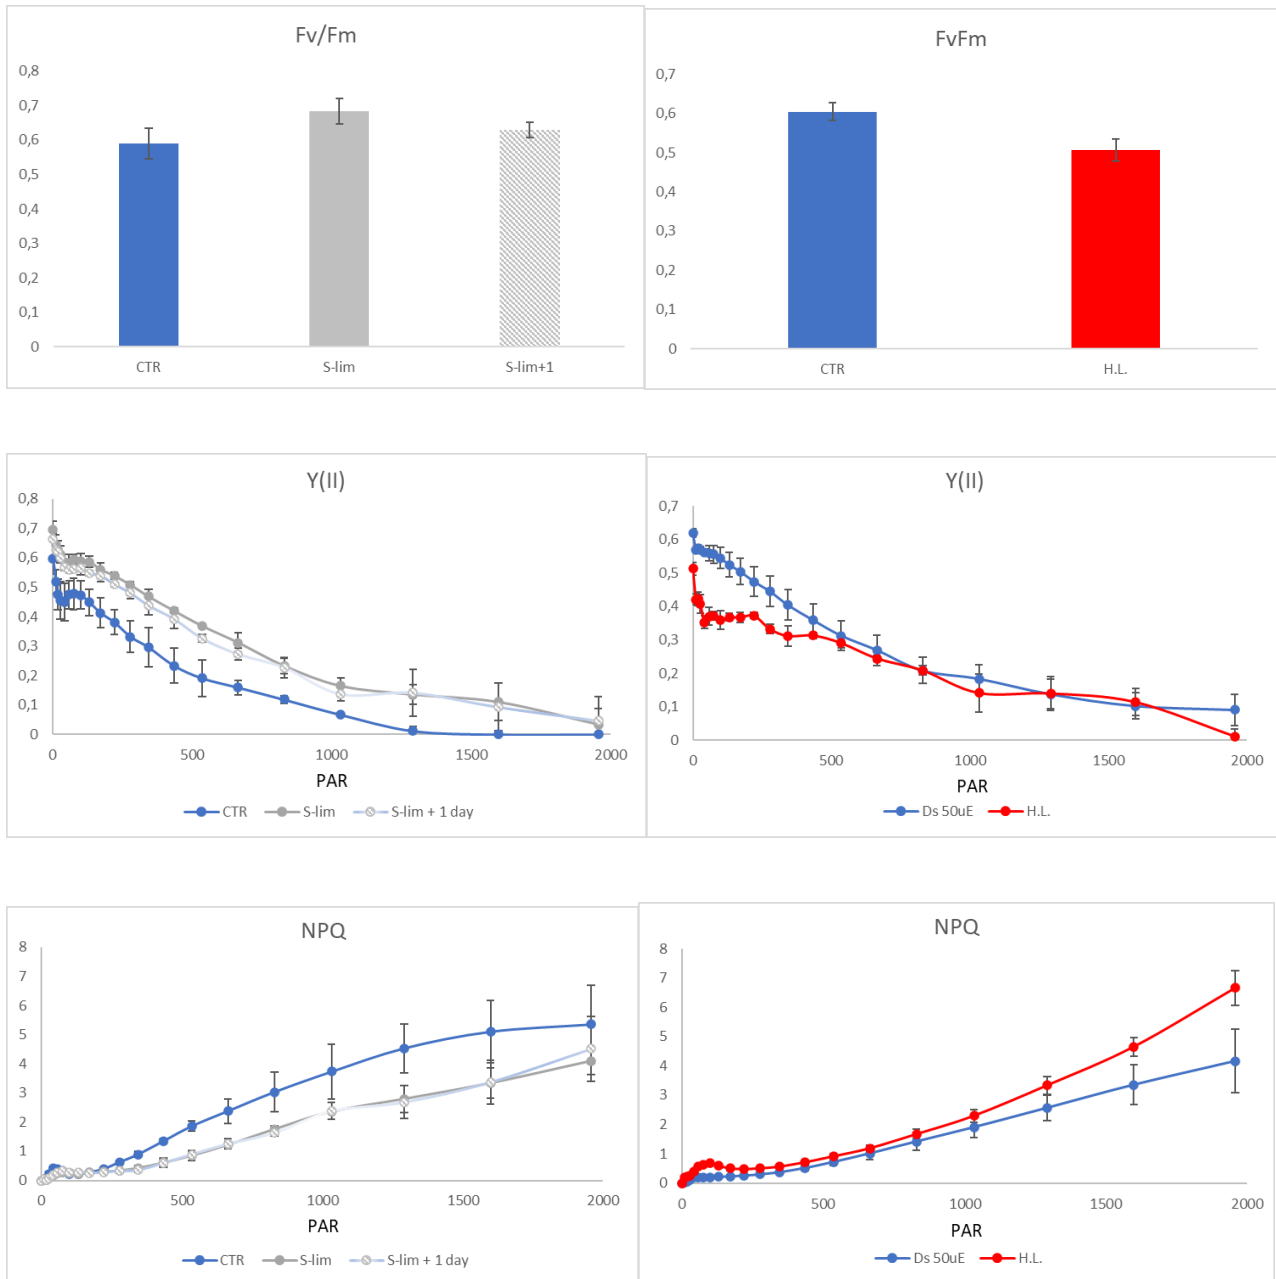 Fv/Fm
0,8
0,7
0,6
0,5
0,4
0,3
0,2
0,1
0
CTR S-lim S-lim+1
FvFm
0,7
0,6
0,5
0,4
0,3
0,2
0,1
0
CTR H.L.
Y(II)
0,8
0,7
0,6
0,5
0,4
0,3
0,2
0,1
0
0 500 1000 1500 2000
PAR
CTR S-lim S-lim + 1 day
Y(II)
0,7
0,6
0,5
0,4
0,3
0,2
0,1
0
0 500 1000 1500 2000
PAR
Ds 50uE H.L.
NPQ
8
7
6
5
4
3
2
1
0
0 500 1000 1500 2000
PAR
CTR S-lim S-lim + 1 day
NPQ
8
7
6
5
4
3
2
1
0
0 500 1000 1500 2000
PAR
Ds 50uE H.L.